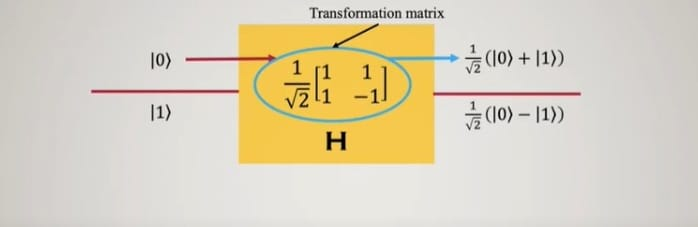 Transformation matrix
|0⟩
1/√2 [1 1
1 −1]
1/√2 (|0⟩ + |1⟩)
|1⟩
1/√2 (|0⟩ − |1⟩)
H